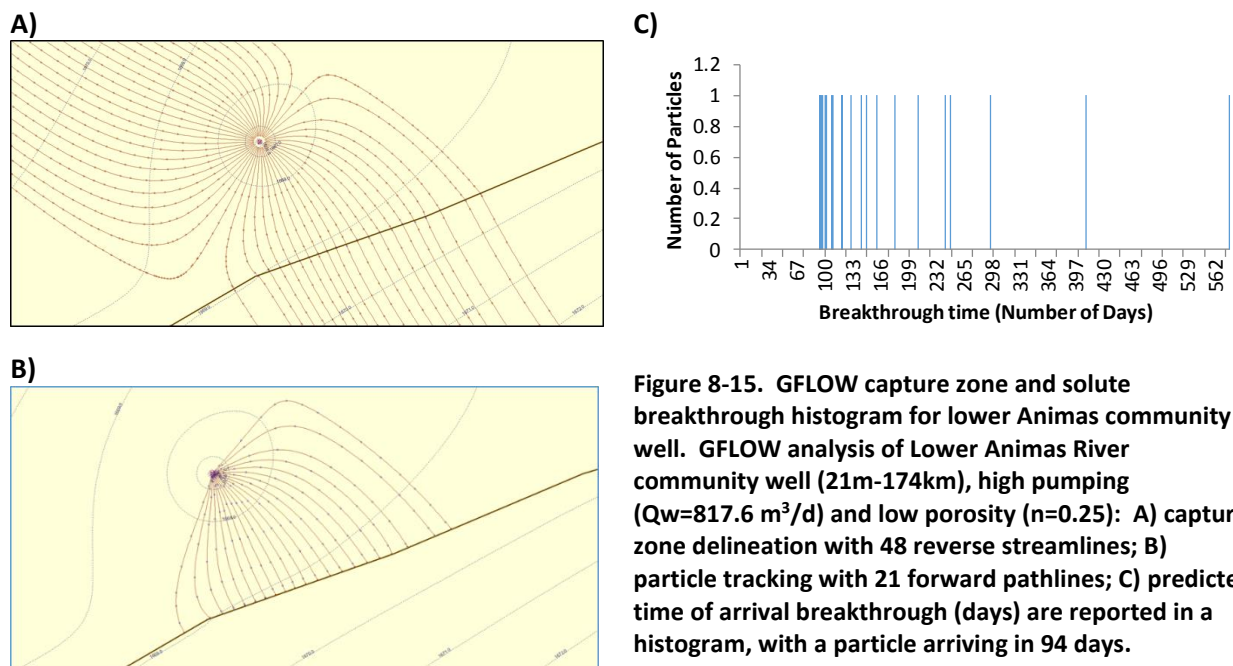 A)
B)
C)
1.2
1
0.8
0.6
0.4
0.2
0
Number of Particles
1
34
67
100
133
166
199
232
265
298
331
364
397
430
463
496
529
562
Breakthrough time (Number of Days)
Figure 8-15. GFLOW capture zone and solute
breakthrough histogram for lower Animas community
well. GFLOW analysis of Lower Animas River
community well (21m-174km), high pumping
(Qw=817.6 m³/d) and low porosity (n=0.25): A) captur
zone delineation with 48 reverse streamlines; B)
particle tracking with 21 forward pathlines; C) predicte
time of arrival breakthrough (days) are reported in a
histogram, with a particle arriving in 94 days.